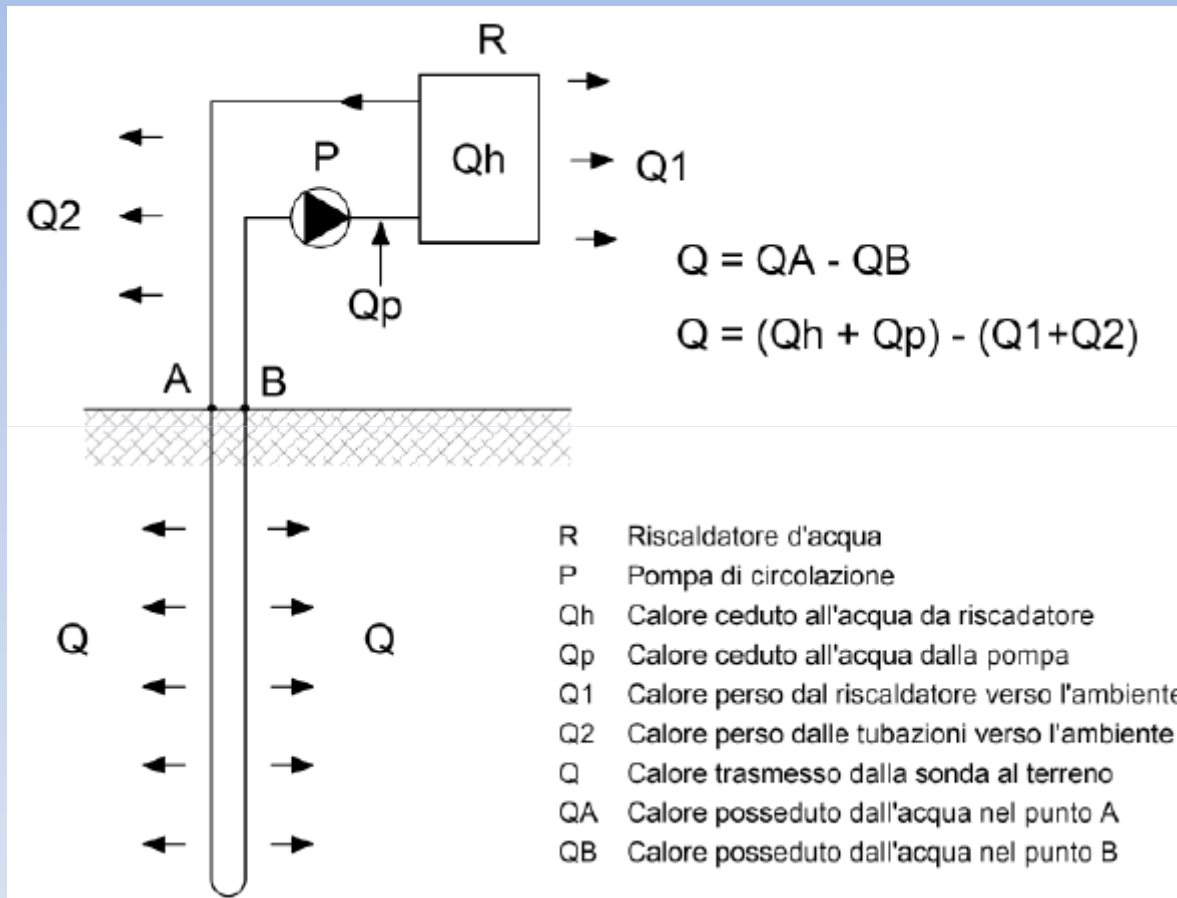 R
P
Qh
Q1
Q2
Qp
Q = QA - QB
Q = (Qh + Qp) - (Q1+Q2)
A B
Q Q
R Riscaldatore d'acqua
P Pompa di circolazione
Qh Calore ceduto all'acqua da riscadatore
Qp Calore ceduto all'acqua dalla pompa
Q1 Calore perso dal riscaldatore verso l'ambiente
Q2 Calore perso dalle tubazioni verso l'ambiente
Q Calore trasmesso dalla sonda al terreno
QA Calore posseduto dall'acqua nel punto A
QB Calore posseduto dall'acqua nel punto B